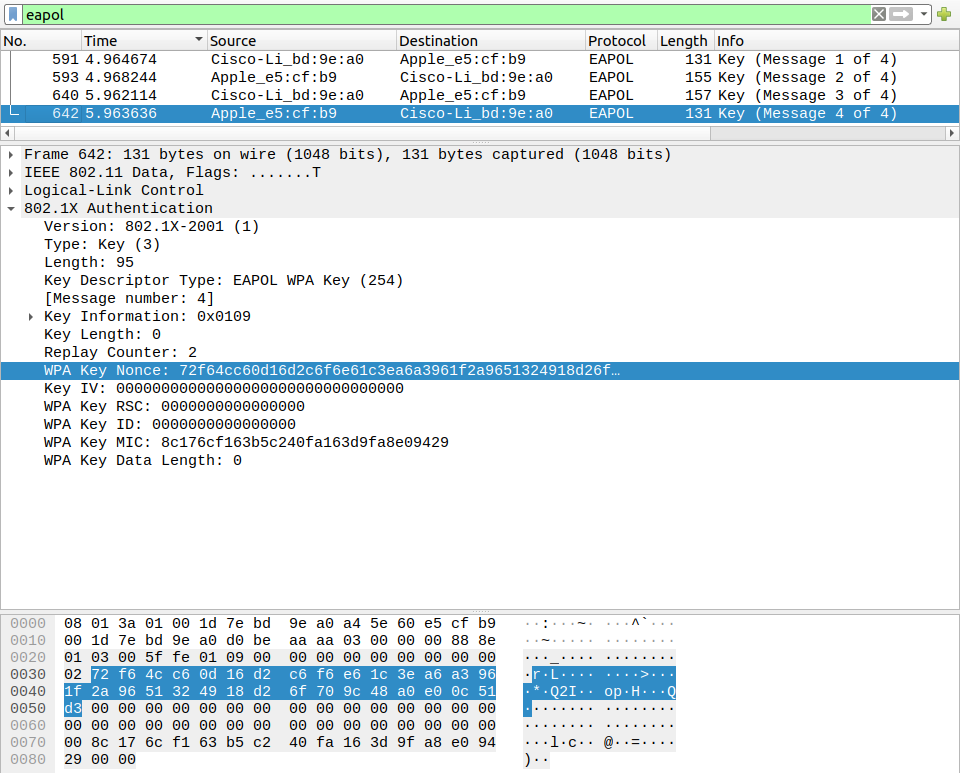 eapol
No. Time Source Destination Protocol Length Info
591 4.964674 Cisco-Li_bd:9e:a0 Apple_e5:cf:b9 EAPOL 131 Key (Message 1 of 4)
593 4.968244 Apple_e5:cf:b9 Cisco-Li_bd:9e:a0 EAPOL 155 Key (Message 2 of 4)
640 5.962114 Cisco-Li_bd:9e:a0 Apple_e5:cf:b9 EAPOL 157 Key (Message 3 of 4)
642 5.963636 Apple_e5:cf:b9 Cisco-Li_bd:9e:a0 EAPOL 131 Key (Message 4 of 4)
Frame 642: 131 bytes on wire (1048 bits), 131 bytes captured (1048 bits)
IEEE 802.11 Data, Flags: .......T
Logical-Link Control
802.1X Authentication
Version: 802.1X-2001 (1)
Type: Key (3)
Length: 95
Key Descriptor Type: EAPOL WPA Key (254)
[Message number: 4]
Key Information: 0x0109
Key Length: 0
Replay Counter: 2
WPA Key Nonce: 72f64cc60d16d2c6f6e61c3ea6a3961f2a9651324918d26f…
Key IV: 00000000000000000000000000000000
WPA Key RSC: 0000000000000000
WPA Key ID: 0000000000000000
WPA Key MIC: 8c176cf163b5c240fa163d9fa8e09429
WPA Key Data Length: 0
0000 08 01 3a 01 00 1d 7e bd 9e a0 a4 5e 60 e5 cf b9 ··:···~· ···^`···
0010 00 1d 7e bd 9e a0 d0 be aa aa 03 00 00 00 88 8e ··~····· ········
0020 01 03 00 5f fe 01 09 00 00 00 00 00 00 00 00 00 ···_···· ········
0030 02 72 f6 4c c6 0d 16 d2 c6 f6 e6 1c 3e a6 a3 96 ·r·L···· ····>···
0040 1f 2a 96 51 32 49 18 d2 6f 70 9c 48 a0 e0 0c 51 ·*·Q2I·· op·H···Q
0050 d3 00 00 00 00 00 00 00 00 00 00 00 00 00 00 00 ········ ········
0060 00 00 00 00 00 00 00 00 00 00 00 00 00 00 00 00 ········ ········
0070 00 8c 17 6c f1 63 b5 c2 40 fa 16 3d 9f a8 e0 94 ···l·c·· @··=····
0080 29 00 00 )··